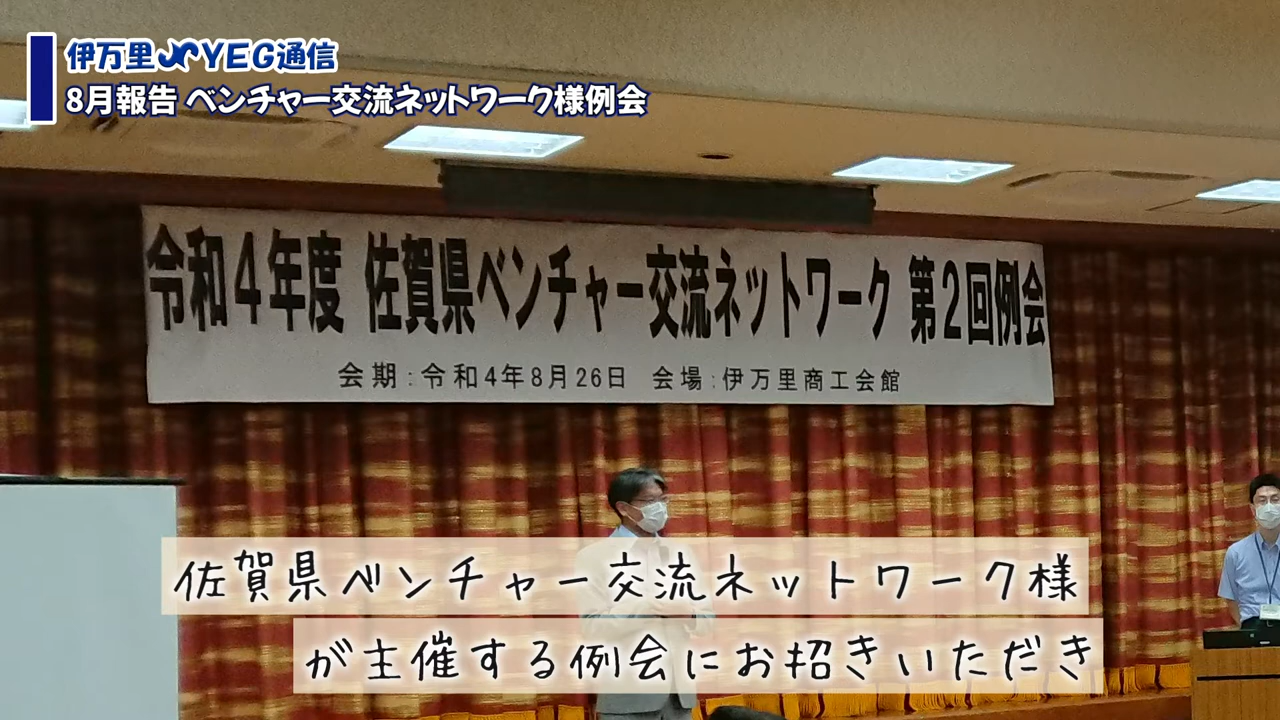 伊万里YEG通信
8月報告 ベンチャー交流ネットワーク様例会
令和4年度 佐賀県ベンチャー交流ネットワーク 第2回例会
会期:令和4年8月26日 会場:伊万里商工会館
佐賀県ベンチャー交流ネットワーク様
が主催する例会にお招きいただき